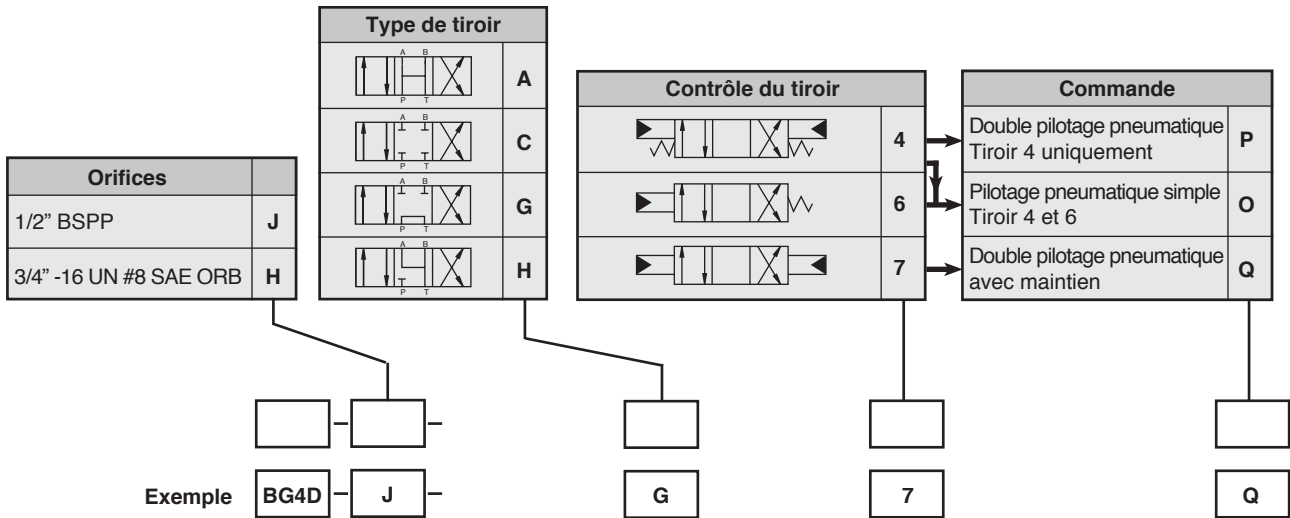 Type de tiroir
A B
P T
A
A B
P T
C
A B
P T
G
A B
P T
H
Orifices
1/2” BSPP J
3/4” -16 UN #8 SAE ORB H
Contrôle du tiroir
4
6
7
Commande
Double pilotage pneumatique
Tiroir 4 uniquement
P
Pilotage pneumatique simple
Tiroir 4 et 6
O
Double pilotage pneumatique
avec maintien
Q
– –
Exemple BG4D – J – G 7 Q